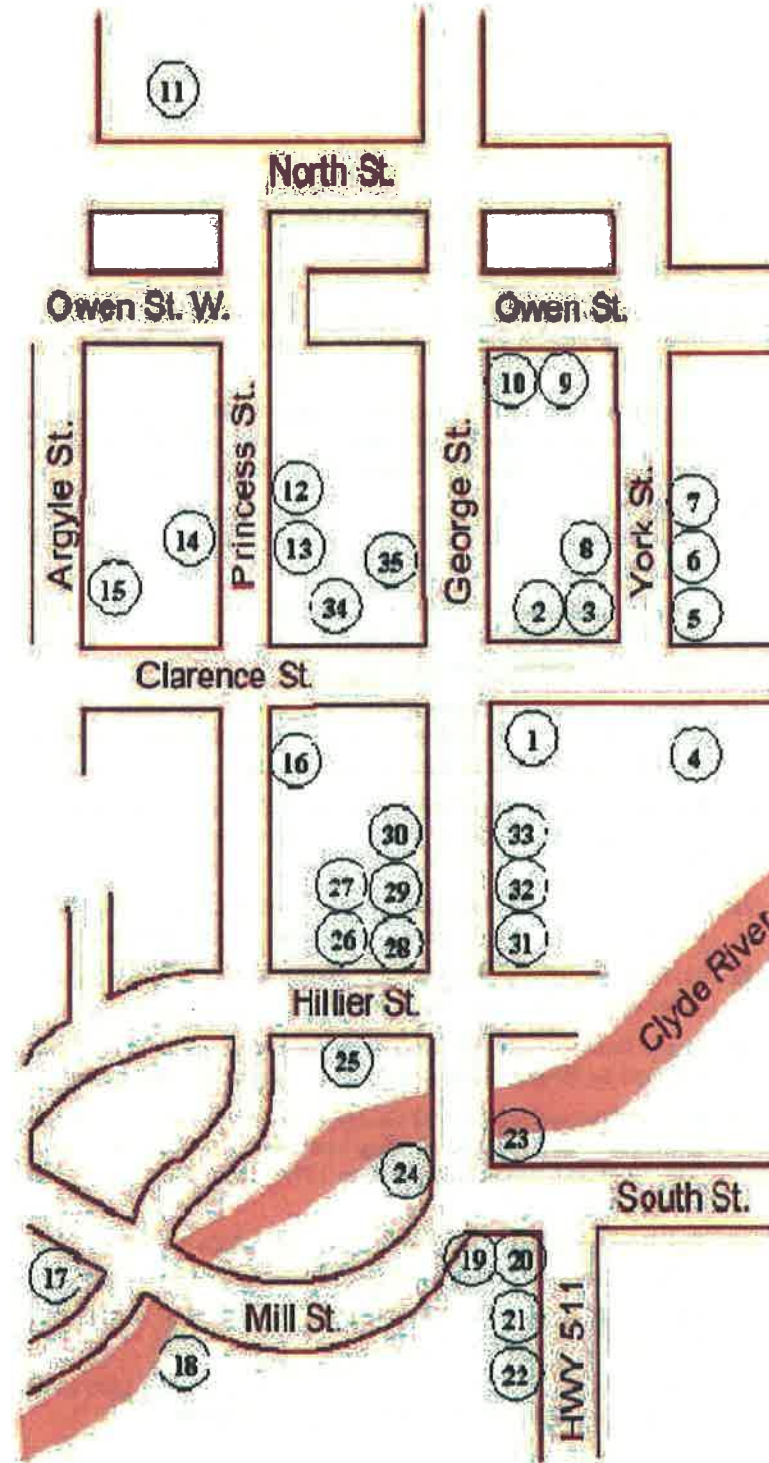 11
North St.
Owen St. W.
Owen St.
10
9
Argyle St.
Princess St.
George St.
York St.
12
7
14
13
35
8
6
15
34
2
3
5
Clarence St.
16
1
4
30
33
27
29
32
26
28
31
Clyde River
Hillier St.
25
23
24
South St.
17
19
20
Mill St.
21
18
22
HWY 511